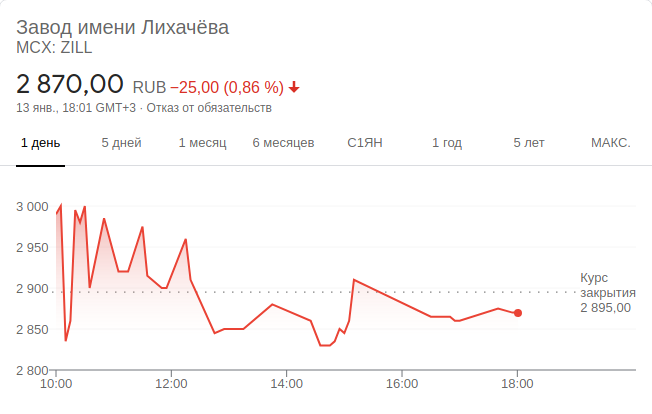 Завод имени Лихачёва
MCX: ZILL
2 870,00 RUB −25,00 (0,86 %) ↓
13 янв., 18:01 GMT+3 · Отказ от обязательств
1 день 5 дней 1 месяц 6 месяцев С1ЯН 1 год 5 лет МАКС.
3 000
2 950
2 900
2 850
2 800
Курс
закрытия
2 895,00
10:00 12:00 14:00 16:00 18:00